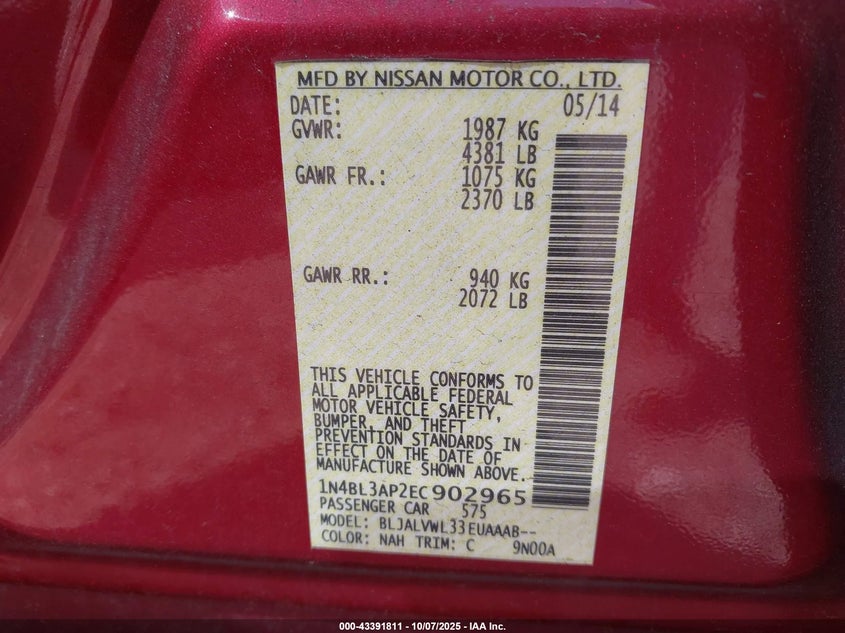 MFD BY NISSAN MOTOR CO., LTD.
DATE: 05/14
GVWR: 1987 KG
4381 LB
GAWR FR.: 1075 KG
2370 LB
GAWR RR.: 940 KG
2072 LB
THIS VEHICLE CONFORMS TO
ALL APPLICABLE FEDERAL
MOTOR VEHICLE SAFETY,
BUMPER, AND THEFT
PREVENTION STANDARDS IN
EFFECT ON THE DATE OF
MANUFACTURE SHOWN ABOVE.
1N4BL3AP2EC902965
PASSENGER CAR 575
MODEL: BLJALVWL33EUAAAB--
COLOR: NAH TRIM: C 9N00A
000-43391811 - 10/07/2025 - IAA Inc.